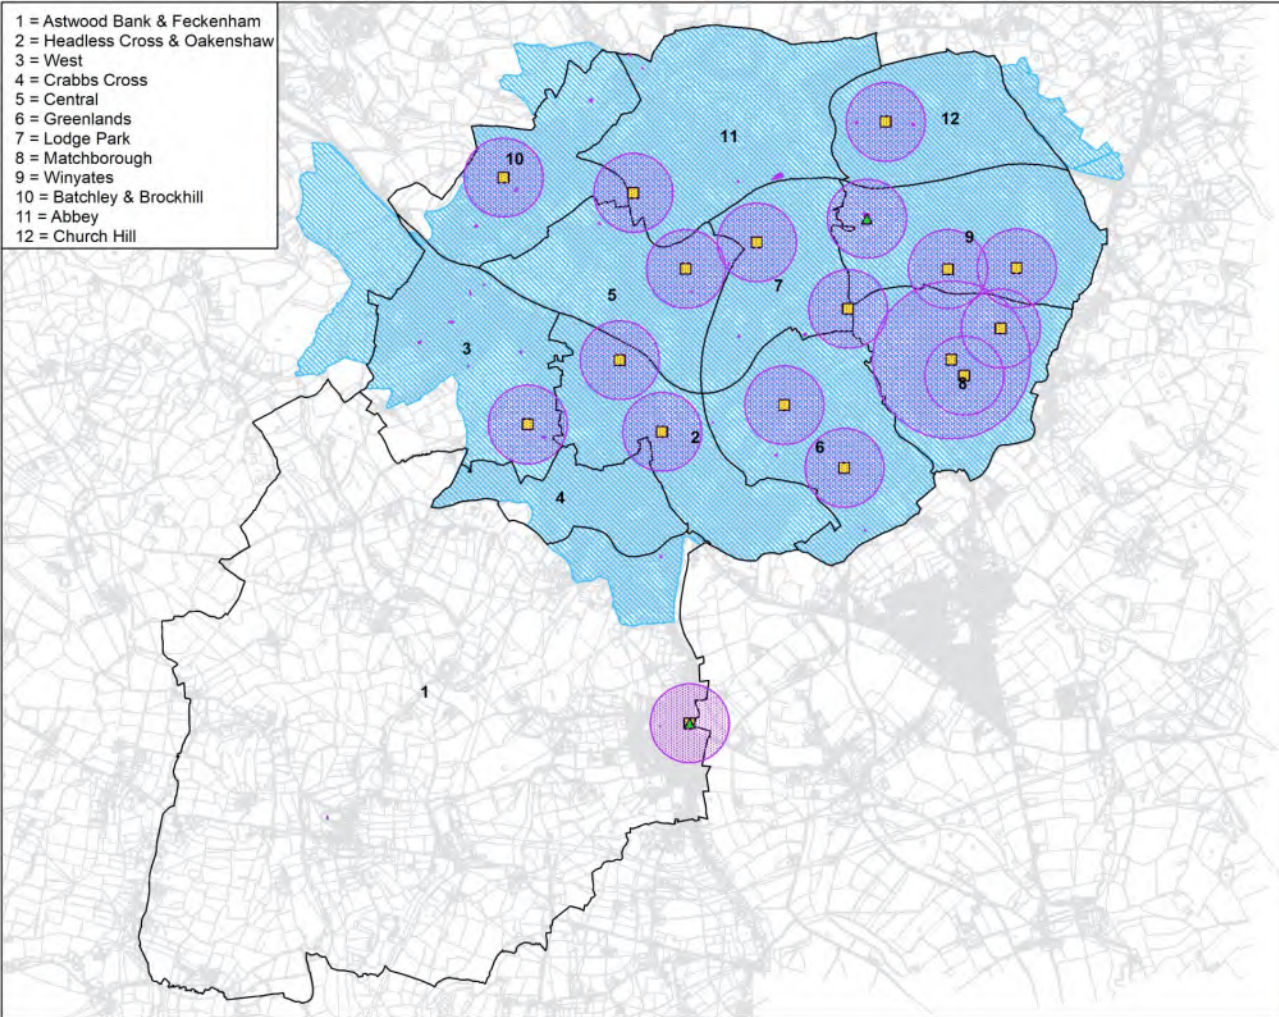 1 = Astwood Bank & Feckenham
2 = Headless Cross & Oakenshaw
3 = West
4 = Crabbs Cross
5 = Central
6 = Greenlands
7 = Lodge Park
8 = Matchborough
9 = Winyates
10 = Batchley & Brockhill
11 = Abbey
12 = Church Hill
12
11
10
9
7
5
3
8
2
6
4
1